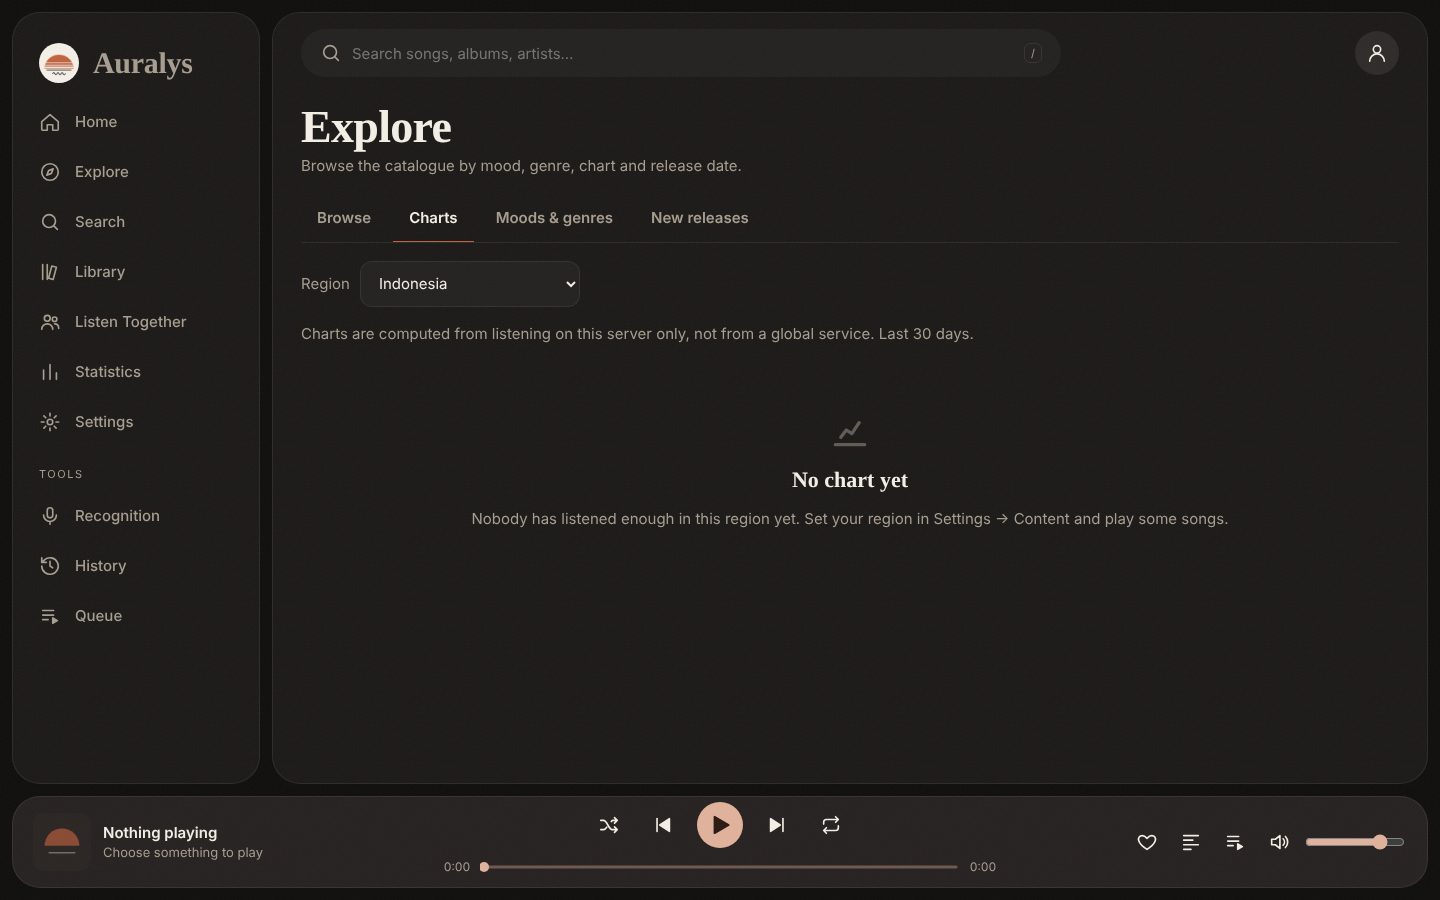 Auralys
Home
Explore
Search
Library
Listen Together
Statistics
Settings
TOOLS
Recognition
History
Queue
Search songs, albums, artists...
/
Explore
Browse the catalogue by mood, genre, chart and release date.
Browse Charts Moods & genres New releases
Region Indonesia
Charts are computed from listening on this server only, not from a global service. Last 30 days.
No chart yet
Nobody has listened enough in this region yet. Set your region in Settings → Content and play some songs.
Nothing playing
Choose something to play
0:00 0:00